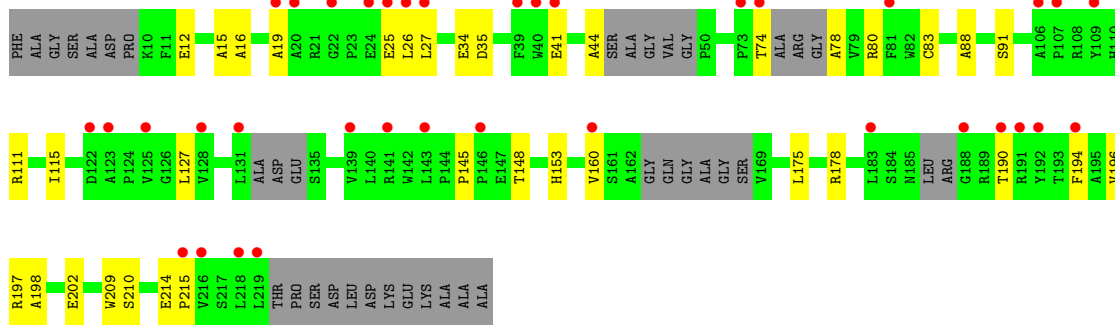 PHE ALA GLY SER ALA ASP PRO K10 F11 E12 A15 A16 A19 A20 R21 G22 P23 E24 E25 L26 L27 E34 D35 F39 W40 E41 A44 SER ALA GLY VAL GLY P50 P73 T74 ALA ARG GLY A78 V79 R80 F81 W82 C83 A88 S91 A106 P107 R108 Y109 H110
R111 I115 D122 A123 P124 V125 G126 L127 V128 L131 ALA ASP GLU S135 V139 L140 R141 W142 L143 P144 P145 P146 E147 T148 H153 V160 S161 A162 GLY GLN GLY ALA GLY SER V169 L175 R178 L183 S184 N185 LEU ARG G188 R189 T190 R191 Y192 T193 F194 A195 V196
R197 A198 E202 W209 S210 E214 P215 V216 S217 L218 L219 THR PRO SER ASP LEU ASP LYS GLU LYS ALA ALA ALA